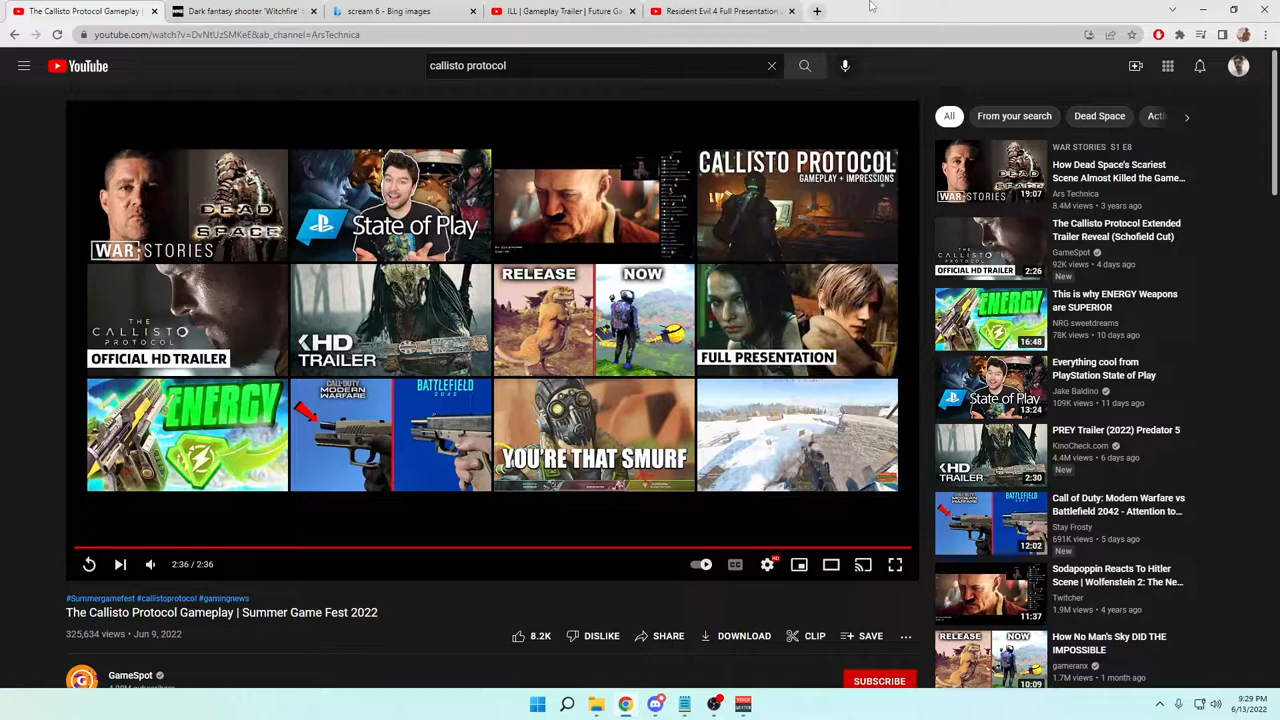 The Callisto Protocol Gameplay |
Dark fantasy shooter 'Witchfire' s
scream 6 - Bing images
ILL | Gameplay Trailer | Future Ga
Resident Evil 4 Full Presentation
youtube.com/watch?v=DvNtUzSMKeE&ab_channel=ArsTechnica
YouTube
callisto protocol
DEAD SPACE
WAR STORIES
State of Play
CALLISTO PROTOCOL
GAMEPLAY + IMPRESSIONS
THE
CALLISTO
PROTOCOL
OFFICIAL HD TRAILER
KC HD
TRAILER
RELEASE
NOW
FULL PRESENTATION
ENERGY
CALL OF DUTY
MODERN
WARFARE
BATTLEFIELD
2042
YOU'RE THAT SMURF
2:36 / 2:36
CC
HD
#Summergamefest #callistoprotocol #gamingnews
The Callisto Protocol Gameplay | Summer Game Fest 2022
325,634 views • Jun 9, 2022
8.2K DISLIKE SHARE DOWNLOAD CLIP SAVE
GameSpot
SUBSCRIBE
All From your search Dead Space Acti
WAR STORIES S1 E8
How Dead Space's Scariest
Scene Almost Killed the Game...
Ars Technica
8.4M views • 3 years ago
19:07
The Callisto Protocol Extended
Trailer Reveal (Schofield Cut)
GameSpot
92K views • 4 days ago
New
2:26
This is why ENERGY Weapons
are SUPERIOR
NRG sweetdreams
78K views • 10 days ago
16:48
Everything cool from
PlayStation State of Play
Jake Baldino
109K views • 11 days ago
13:24
PREY Trailer (2022) Predator 5
KinoCheck.com
4.4M views • 6 days ago
New
2:30
Call of Duty: Modern Warfare vs
Battlefield 2042 - Attention to...
Stay Frosty
691K views • 5 days ago
New
12:02
Sodapoppin Reacts To Hitler
Scene | Wolfenstein 2: The Ne...
Twitcher
1.9M views • 4 years ago
11:37
How No Man's Sky DID THE
IMPOSSIBLE
gameranx
1.7M views • 1 month ago
10:09
9:29 PM
6/13/2022